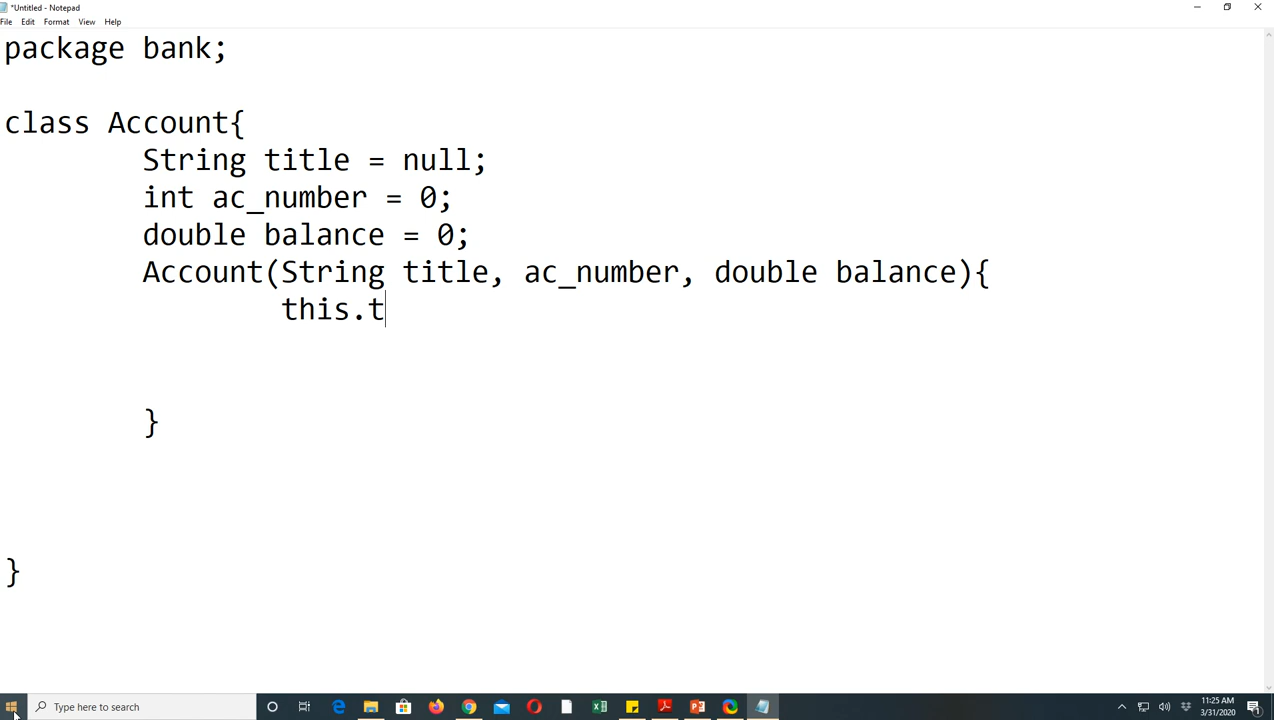 *Untitled - Notepad
File Edit Format View Help
package bank;
class Account{
String title = null;
int ac_number = 0;
double balance = 0;
Account(String title, ac_number, double balance){
this.t
}
}
Type here to search
11:25 AM
3/31/2020
1